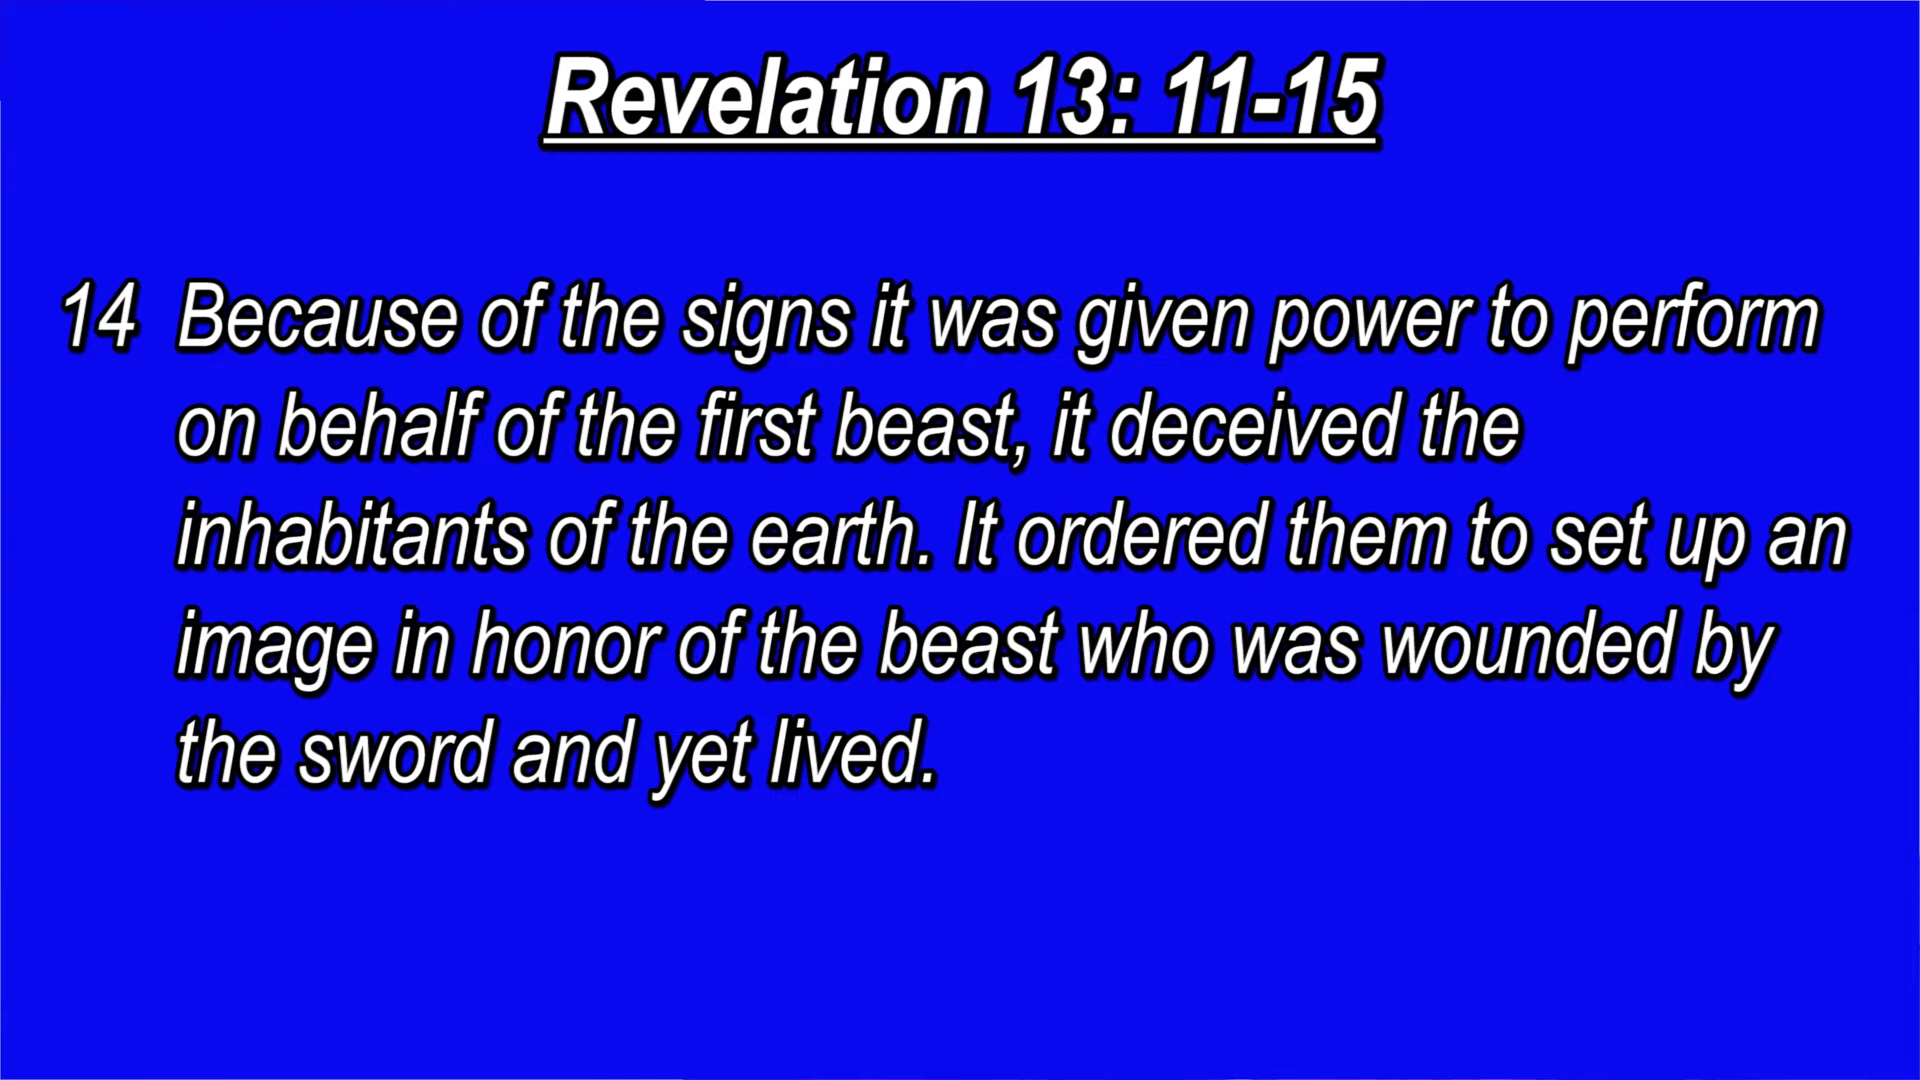 Revelation 13: 11-15
14 Because of the signs it was given power to perform
on behalf of the first beast, it deceived the
inhabitants of the earth. It ordered them to set up an
image in honor of the beast who was wounded by
the sword and yet lived.